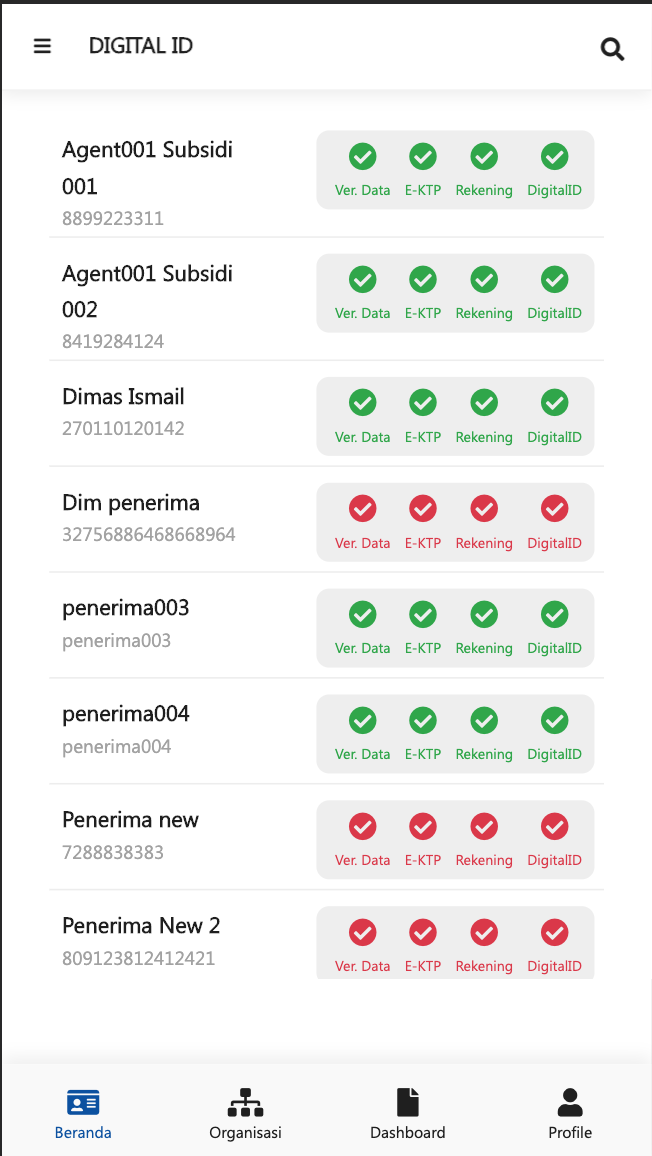 DIGITAL ID
Agent001 Subsidi
001
8899223311
Ver. Data E-KTP Rekening DigitalID
Agent001 Subsidi
002
8419284124
Ver. Data E-KTP Rekening DigitalID
Dimas Ismail
270110120142
Ver. Data E-KTP Rekening DigitalID
Dim penerima
32756886468668964
Ver. Data E-KTP Rekening DigitalID
penerima003
penerima003
Ver. Data E-KTP Rekening DigitalID
penerima004
penerima004
Ver. Data E-KTP Rekening DigitalID
Penerima new
7288838383
Ver. Data E-KTP Rekening DigitalID
Penerima New 2
809123812412421
Ver. Data E-KTP Rekening DigitalID
Beranda Organisasi Dashboard Profile